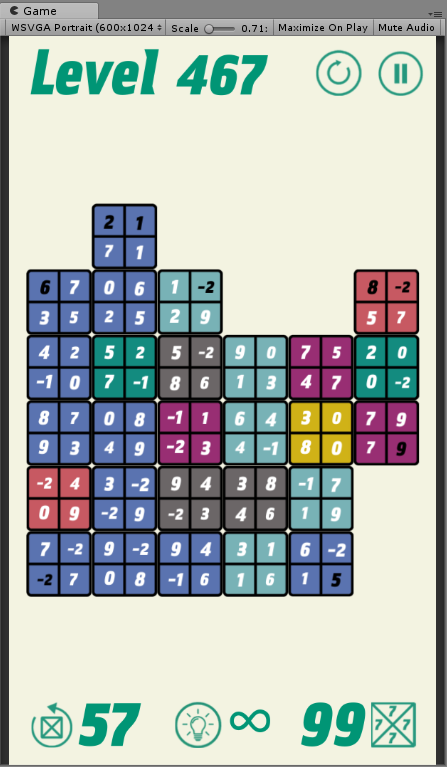 Game
WSVGA Portrait (600x1024 Scale 0.71: Maximize On Play Mute Audio
Level 467
2 1
7 1
6 7 0 6 1 -2 8 -2
3 5 2 5 2 9 5 7
4 2 5 2 5 -2 9 0 7 5 2 0
-1 0 7 -1 8 6 1 3 4 7 0 -2
8 7 0 8 -1 1 6 4 3 0 7 9
9 3 4 9 -2 3 4 -1 8 0 7 9
-2 4 3 -2 9 4 3 8 -1 7
0 9 -2 9 -2 3 4 6 1 9
7 -2 9 -2 9 4 3 1 6 -2
-2 7 0 8 -1 6 1 6 1 5
57 ∞ 99 7 7 7 7